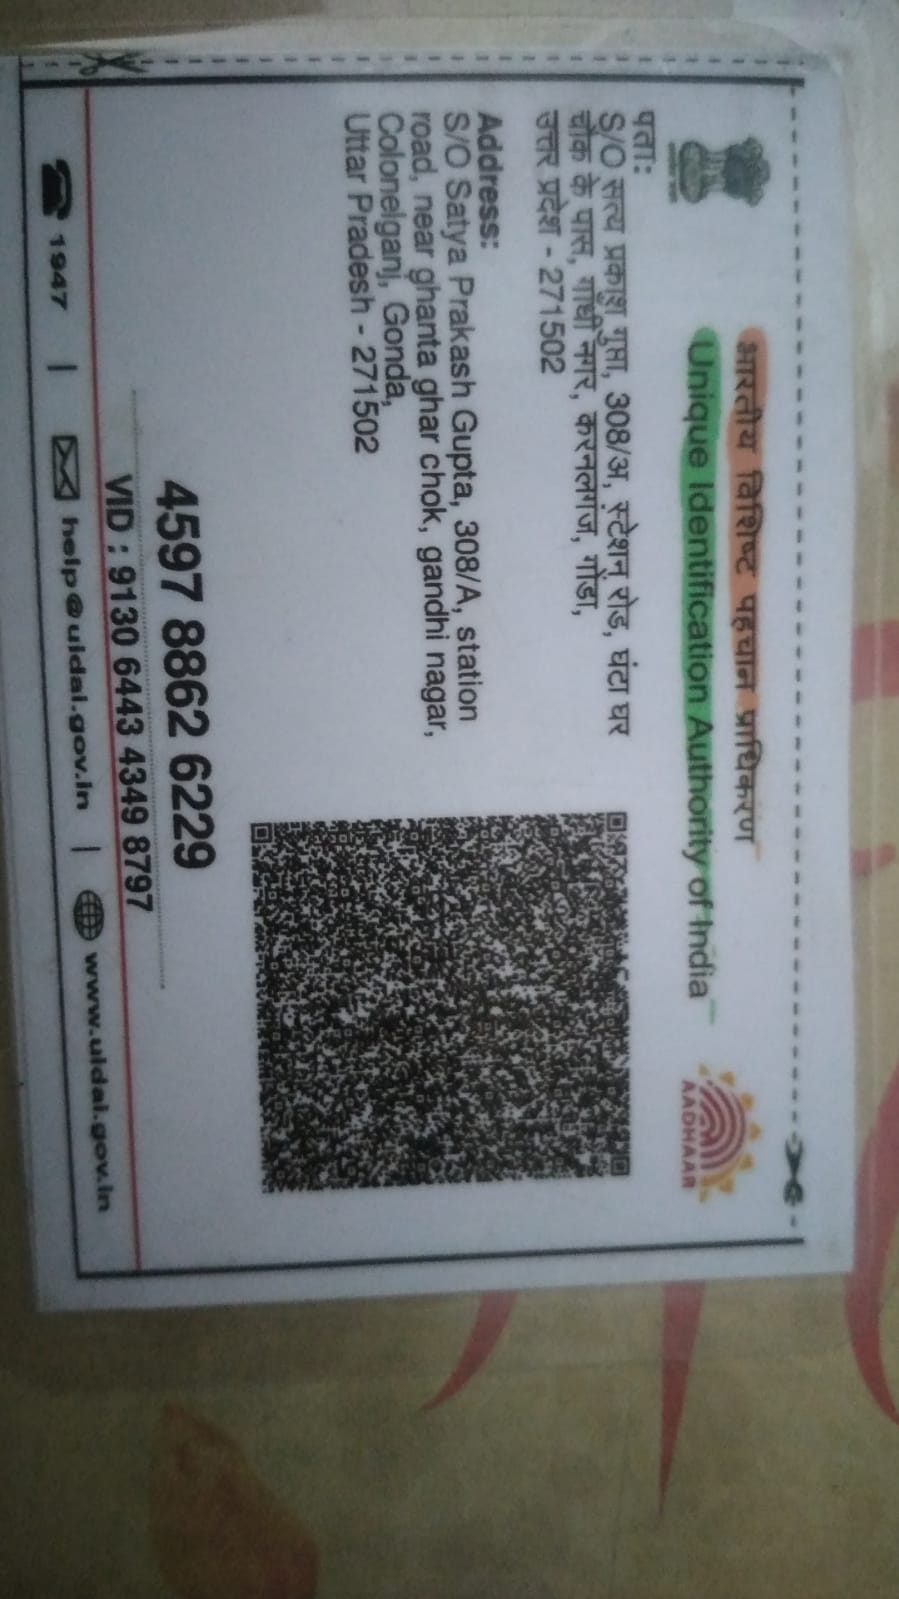 भारतीय विशिष्ट पहचान प्राधिकरण
Unique Identification Authority of India
AADHAAR
पता:
S/O सत्य प्रकाश गुप्ता, 308/अ, स्टेशन रोड, घंटा घर
चौक के पास, गाँधी नगर, करनलगंज, गोंडा,
उत्तर प्रदेश - 271502
Address:
S/O Satya Prakash Gupta, 308/A, station
road, near ghanta ghar chok, gandhi nagar,
Colonelganj, Gonda,
Uttar Pradesh - 271502
4597 8862 6229
VID : 9130 6443 4349 8797
1947 | help@uidai.gov.in | www.uidai.gov.in